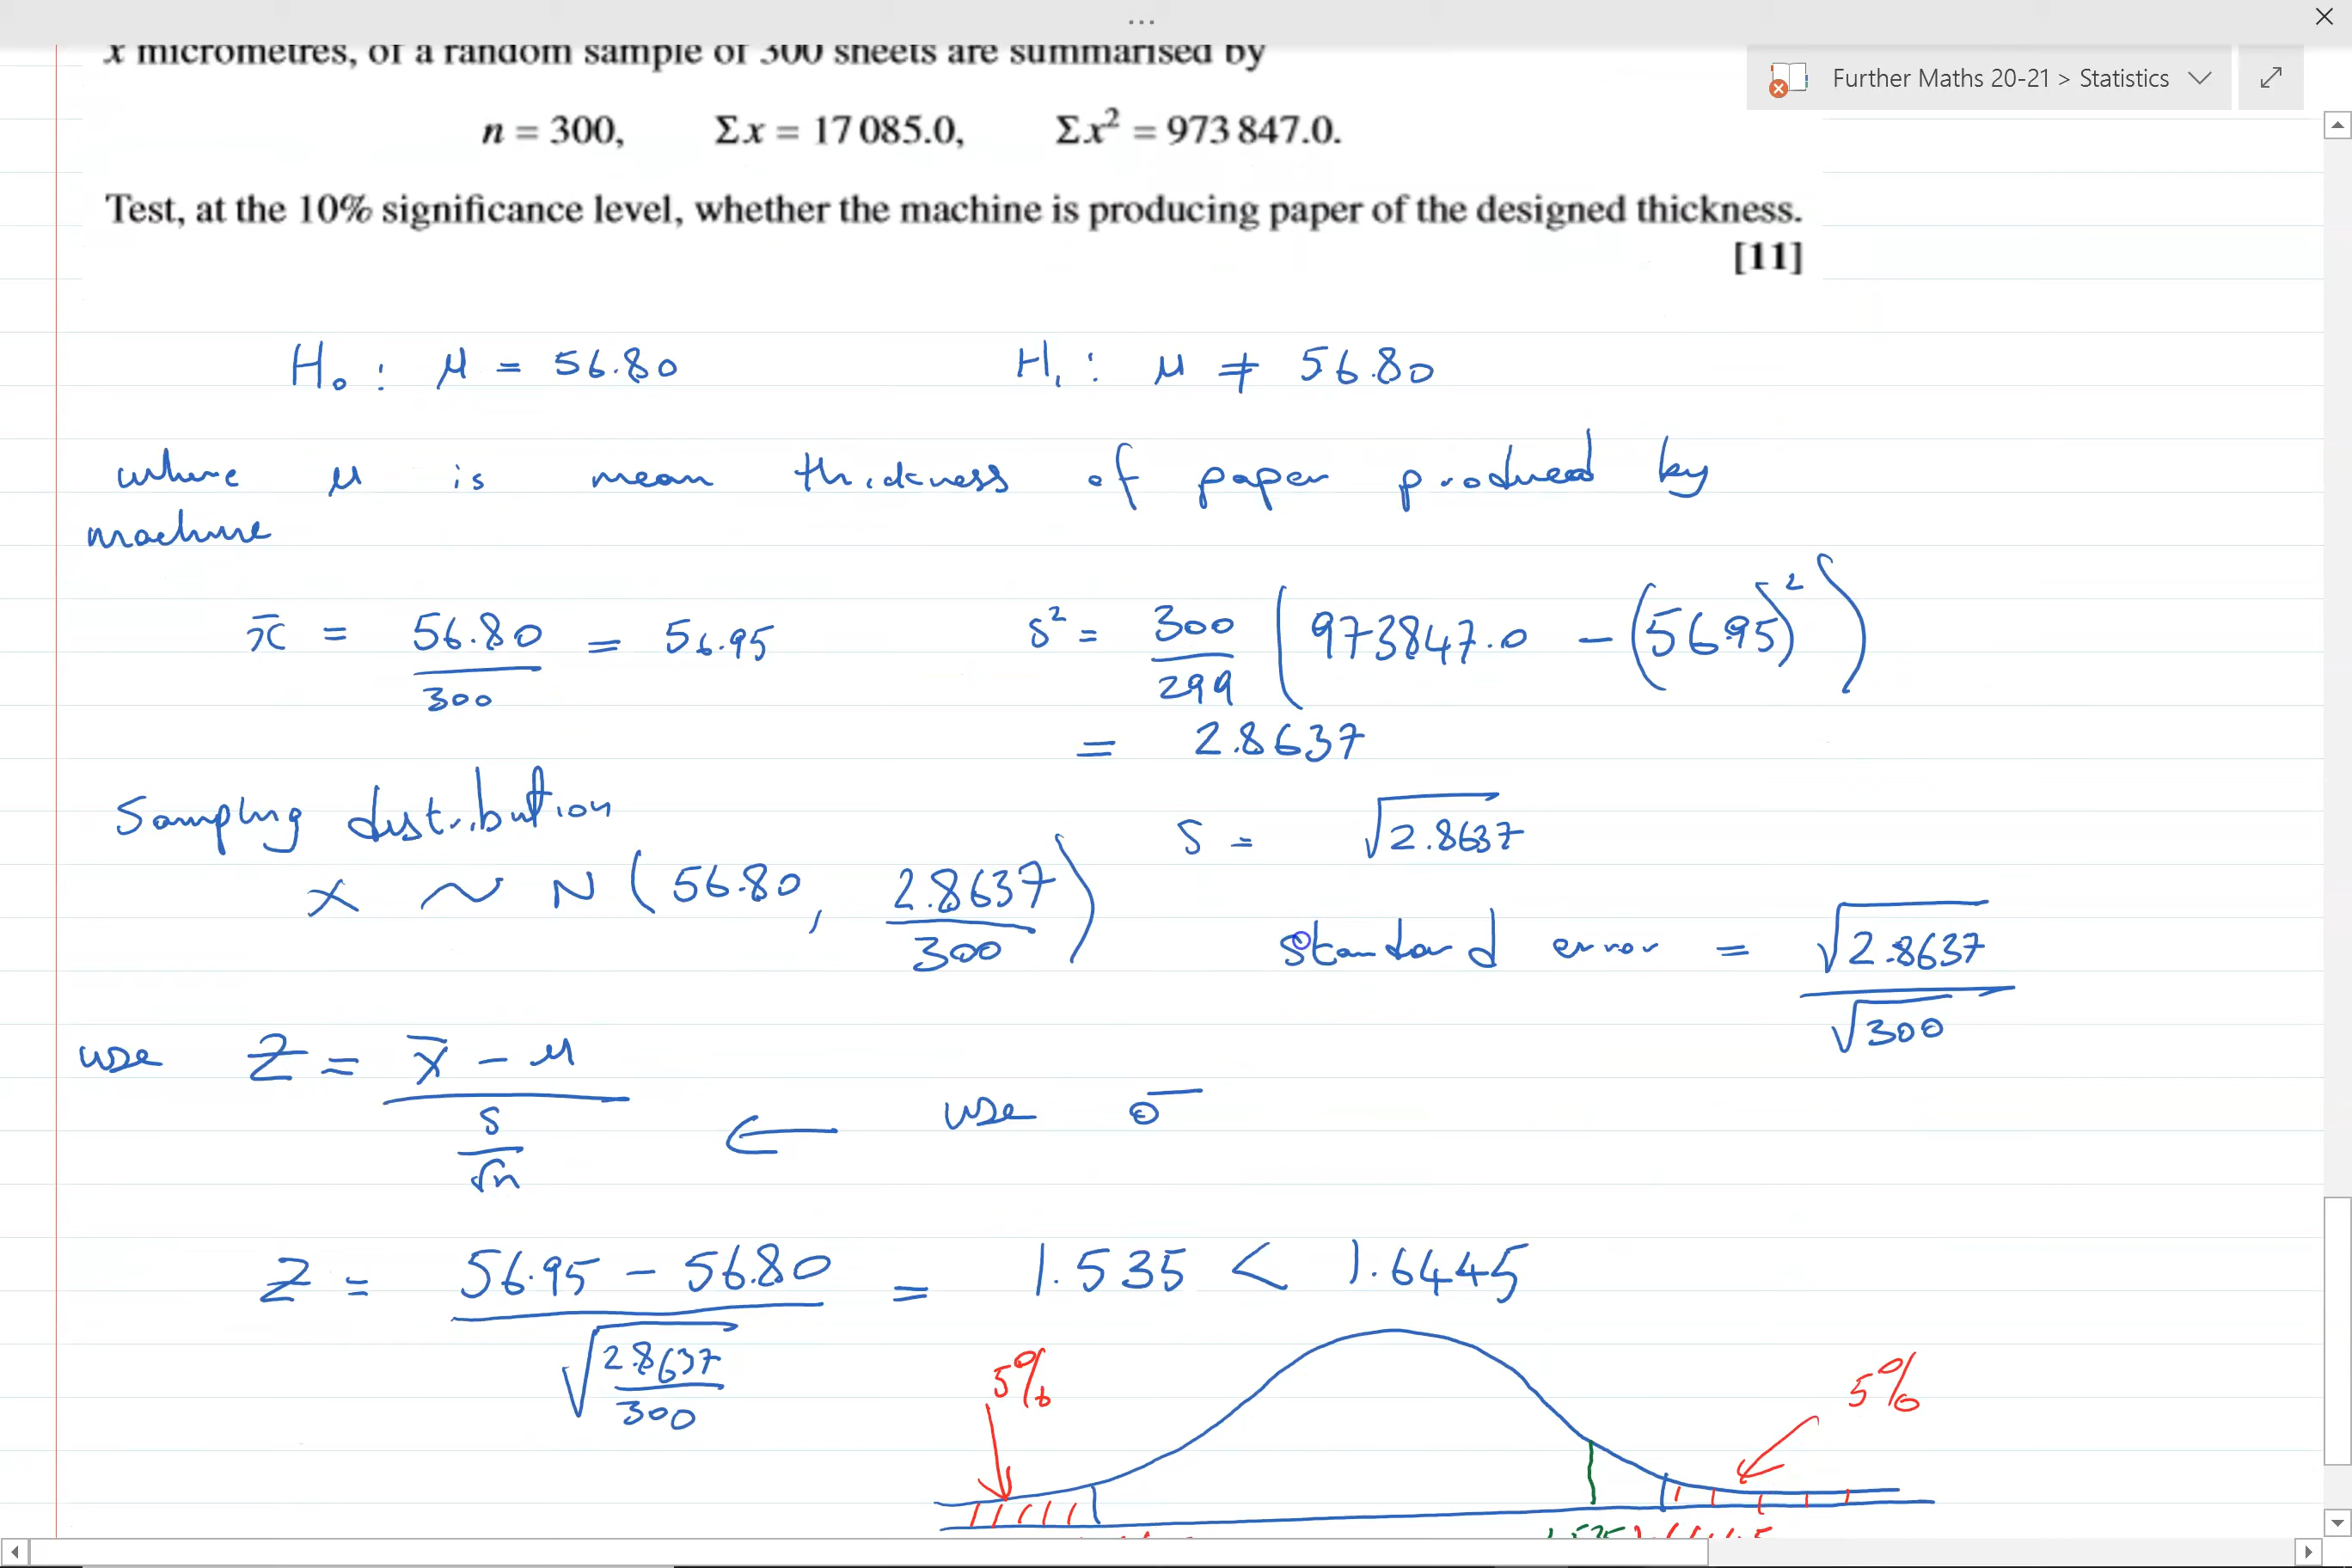 ...
x micrometres, of a random sample of 300 sheets are summarised by
Further Maths 20-21 > Statistics
n = 300, Σx = 17 085.0, Σx² = 973 847.0.
Test, at the 10% significance level, whether the machine is producing paper of the designed thickness.
[11]
H₀ : μ = 56.80 H₁ : μ ≠ 56.80
where μ is mean thickness of paper produced by
machine
x̄ = 56.80/300 = 56.95 s² = 300/299 (973847.0 − (56.95)²)
= 2.8637
Sampling distribution
s = √2.8637
X ~ N(56.80, 2.8637/300)
standard error = √2.8637/√300
use Z = (x̄ − μ)/(s/√n) ← use σ
Z = (56.95 − 56.80)/√(2.8637/300) = 1.535 < 1.6445
5% 5%